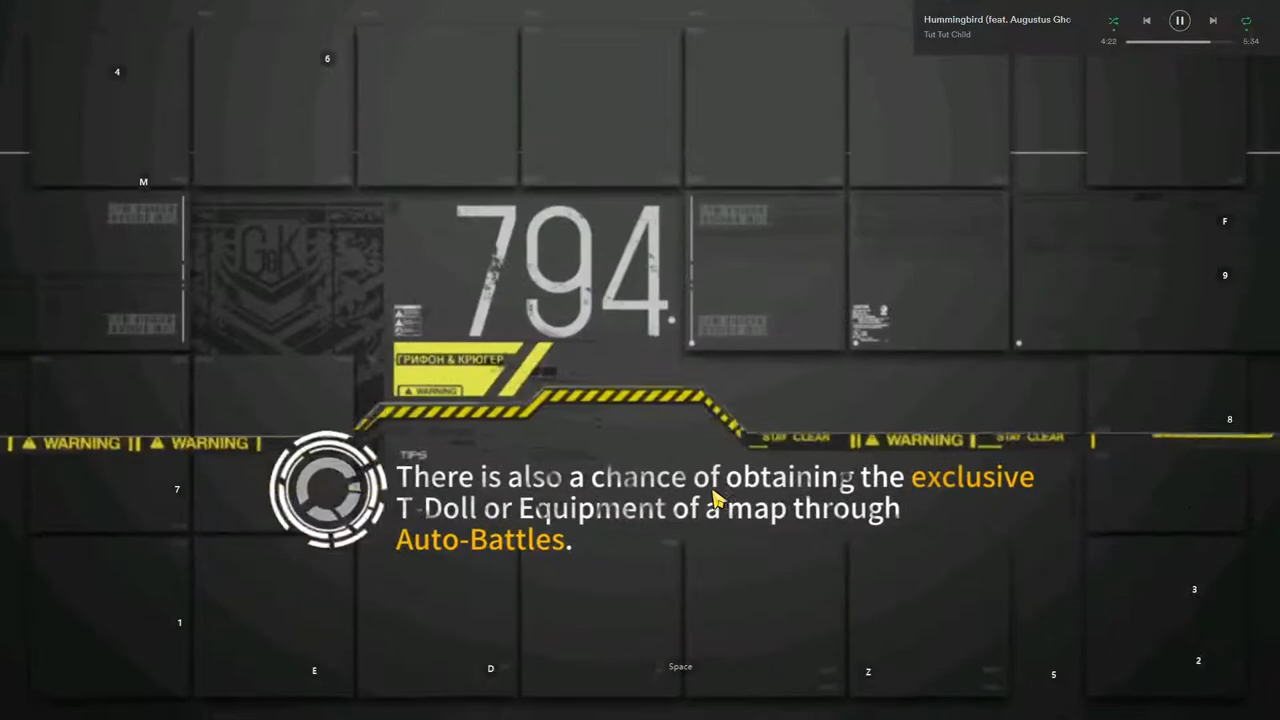 Hummingbird (feat. Augustus Gho
Tut Tut Child
4:22
5:34
4
6
M
G&K
794
F
9
ГРИФОН & КРЮГЕР
WARNING
WARNING
WARNING
STAY CLEAR
WARNING
STAY CLEAR
8
TIPS
There is also a chance of obtaining the exclusive
T-Doll or Equipment of a map through
Auto-Battles.
7
3
1
E
D
Space
Z
5
2